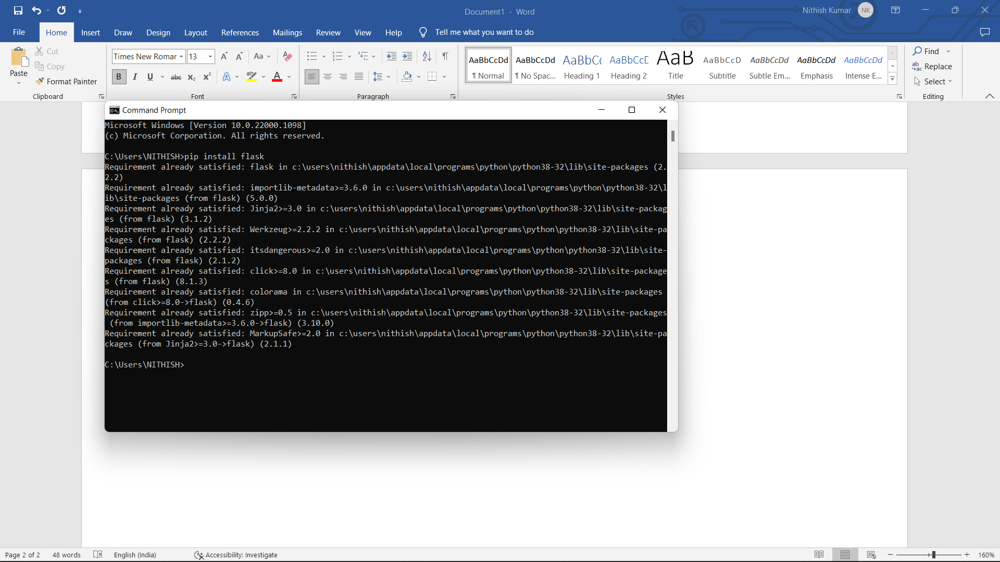 Document1 - Word
Nithish Kumar NK
File Home Insert Draw Design Layout References Mailings Review View Help Tell me what you want to do
Paste
Cut
Copy
Format Painter
Clipboard
Times New Roman 13
Aa
B I U abc x₂ x² A ab A
Font
Paragraph
AaBbCcDd AaBbCcDd AaBbCc AaBbCcD AaB AaBbCcD AaBbCcDd AaBbCcDd AaBbCcDd
¶ Normal ¶ No Spac... Heading 1 Heading 2 Title Subtitle Subtle Em... Emphasis Intense E...
Styles
Find
Replace
Select
Editing
Command Prompt
Microsoft Windows [Version 10.0.22000.1098]
(c) Microsoft Corporation. All rights reserved.
C:\Users\NITHISH>pip install flask
Requirement already satisfied: flask in c:\users\nithish\appdata\local\programs\python\python38-32\lib\site-packages (2.
2.2)
Requirement already satisfied: importlib-metadata>=3.6.0 in c:\users\nithish\appdata\local\programs\python\python38-32\l
ib\site-packages (from flask) (5.0.0)
Requirement already satisfied: Jinja2>=3.0 in c:\users\nithish\appdata\local\programs\python\python38-32\lib\site-packag
es (from flask) (3.1.2)
Requirement already satisfied: Werkzeug>=2.2.2 in c:\users\nithish\appdata\local\programs\python\python38-32\lib\site-pa
ckages (from flask) (2.2.2)
Requirement already satisfied: itsdangerous>=2.0 in c:\users\nithish\appdata\local\programs\python\python38-32\lib\site-
packages (from flask) (2.1.2)
Requirement already satisfied: click>=8.0 in c:\users\nithish\appdata\local\programs\python\python38-32\lib\site-package
s (from flask) (8.1.3)
Requirement already satisfied: colorama in c:\users\nithish\appdata\local\programs\python\python38-32\lib\site-packages
(from click>=8.0->flask) (0.4.6)
Requirement already satisfied: zipp>=0.5 in c:\users\nithish\appdata\local\programs\python\python38-32\lib\site-packages
(from importlib-metadata>=3.6.0->flask) (3.10.0)
Requirement already satisfied: MarkupSafe>=2.0 in c:\users\nithish\appdata\local\programs\python\python38-32\lib\site-pa
ckages (from Jinja2>=3.0->flask) (2.1.1)
C:\Users\NITHISH>
Page 2 of 2 48 words English (India) Accessibility: Investigate 160%